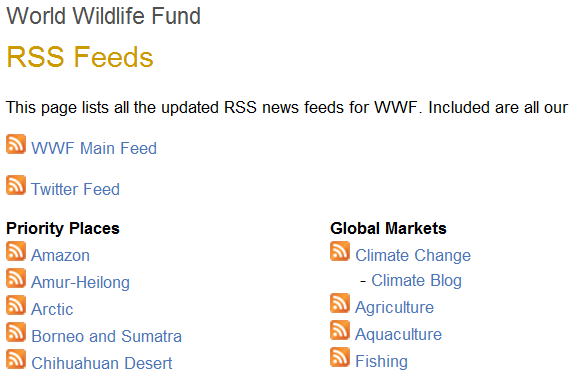 World Wildlife Fund
RSS Feeds
This page lists all the updated RSS news feeds for WWF. Included are all our
WWF Main Feed
Twitter Feed
Priority Places
Amazon
Amur-Heilong
Arctic
Borneo and Sumatra
Chihuahuan Desert
Global Markets
Climate Change
- Climate Blog
Agriculture
Aquaculture
Fishing